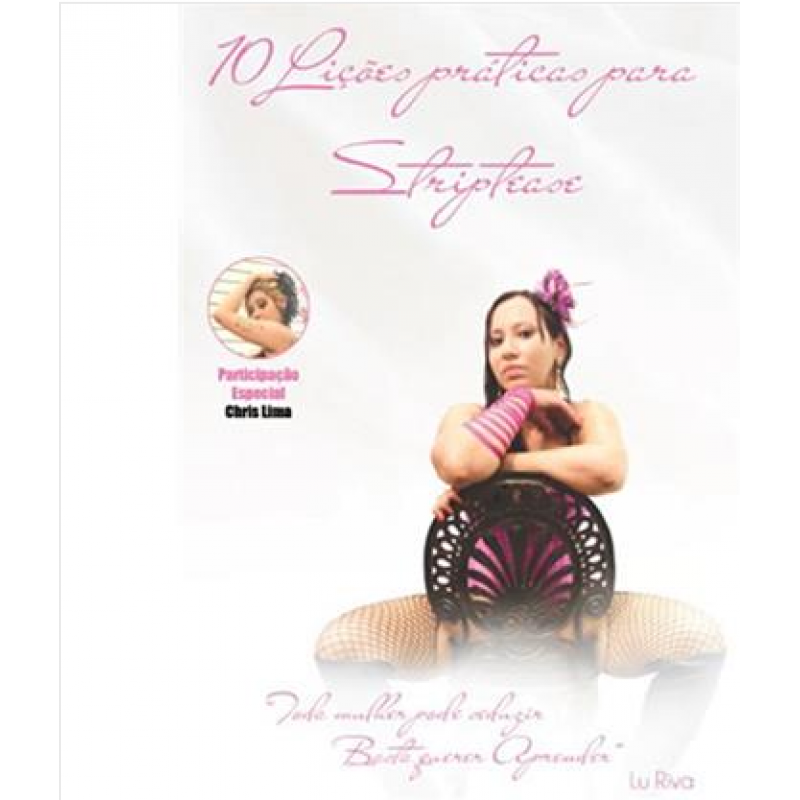 10 Lições práticas para
Striptease
Participação
Especial
Chris Lima
"Toda mulher pode seduzir
Basta querer Aprender"
Lu Riva